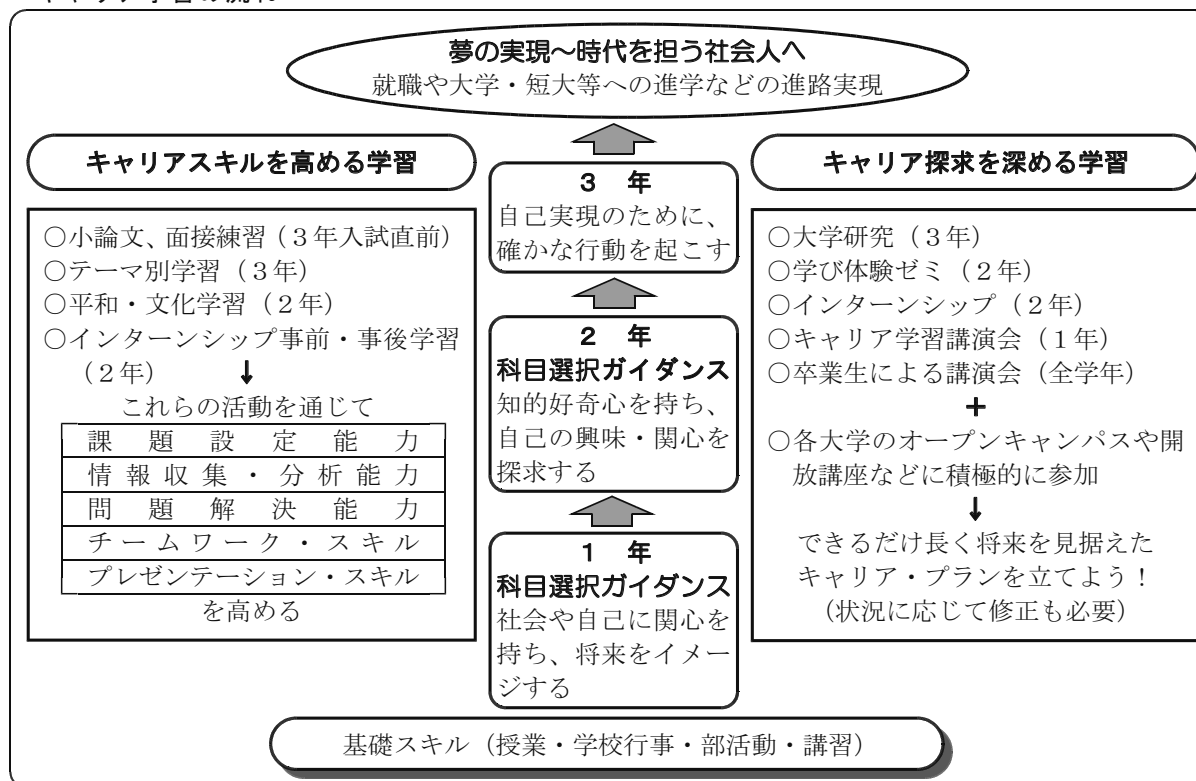 夢の実現～時代を担う社会人へ
就職や大学・短大等への進学などの進路実現
キャリアスキルを高める学習
○小論文、面接練習（３年入試直前）
○テーマ別学習（３年）
○平和・文化学習（２年）
○インターンシップ事前・事後学習
（２年） ↓
これらの活動を通じて
課題設定能力
情報収集・分析能力
問題解決能力
チームワーク・スキル
プレゼンテーション・スキル
を高める
３ 年
自己実現のために、
確かな行動を起こす
２ 年
科目選択ガイダンス
知的好奇心を持ち、
自己の興味・関心を
探求する
１ 年
科目選択ガイダンス
社会や自己に関心を
持ち、将来をイメー
ジする
キャリア探求を深める学習
○大学研究（３年）
○学び体験ゼミ（２年）
○インターンシップ（２年）
○キャリア学習講演会（１年）
○卒業生による講演会（全学年）
＋
○各大学のオープンキャンパスや開
放講座などに積極的に参加
↓
できるだけ長く将来を見据えた
キャリア・プランを立てよう！
（状況に応じて修正も必要）
基礎スキル（授業・学校行事・部活動・講習）